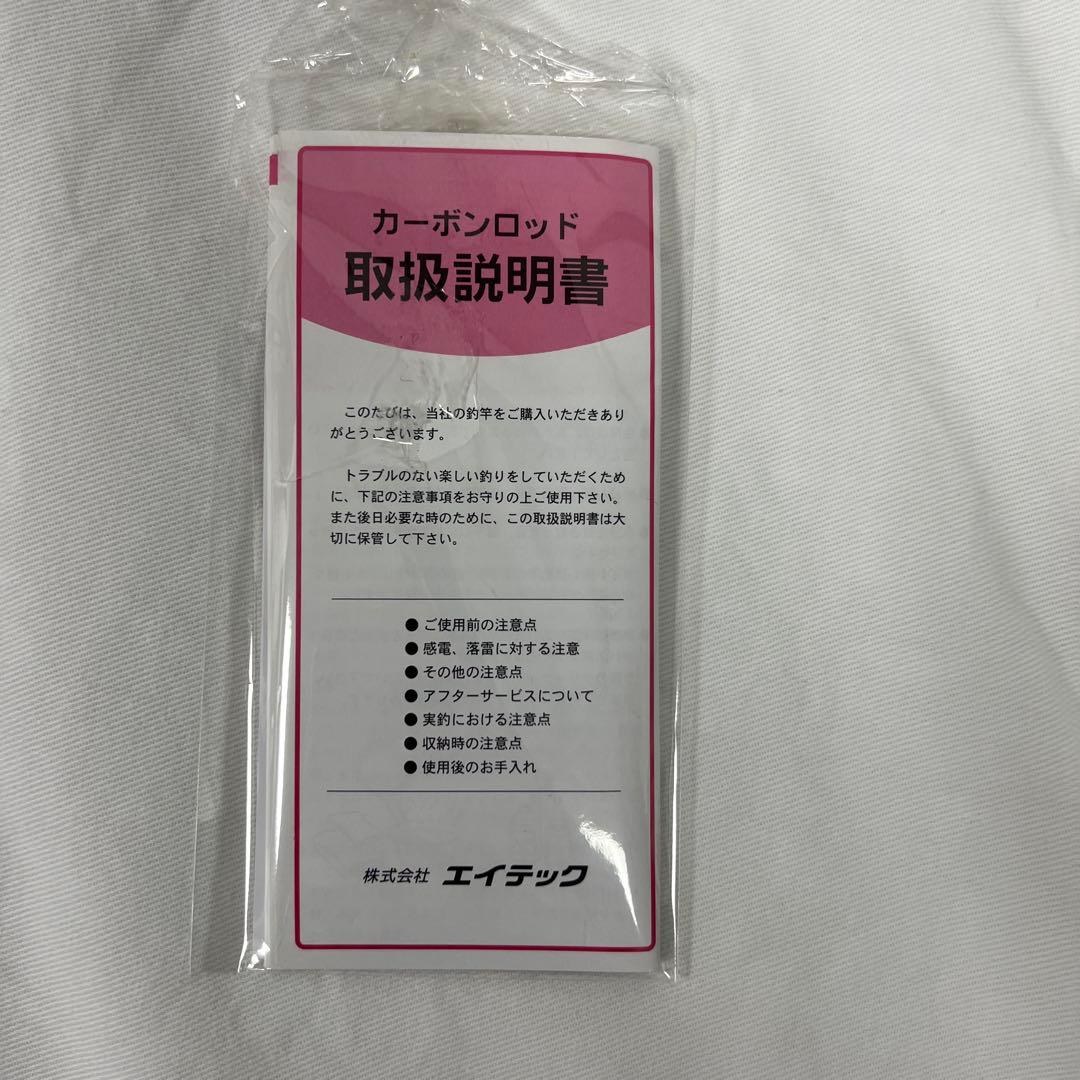 カーボンロッド
取扱説明書
このたびは、当社の釣竿をご購入いただきあり
がとうございます。
トラブルのない楽しい釣りをしていただくため
に、下記の注意事項をお守りの上ご使用下さい。
また後日必要な時のために、この取扱説明書は大
切に保管して下さい。
● ご使用前の注意点
● 感電、落雷に対する注意
● その他の注意点
● アフターサービスについて
● 実釣における注意点
● 収納時の注意点
● 使用後のお手入れ
株式会社 エイテック